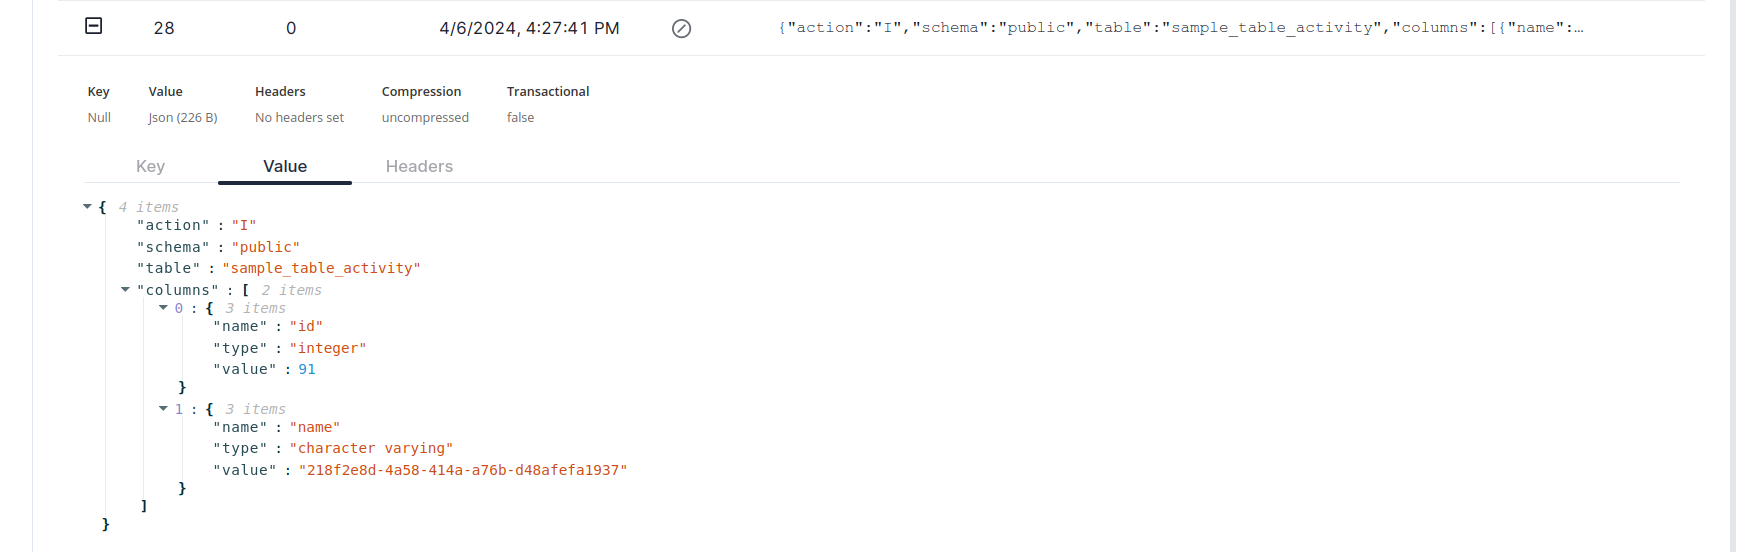 28 0 4/6/2024, 4:27:41 PM {"action":"I","schema":"public","table":"sample_table_activity","columns":[{"name":…
Key Value Headers Compression Transactional
Null Json (226 B) No headers set uncompressed false
Key Value Headers
{ 4 items
"action" : "I"
"schema" : "public"
"table" : "sample_table_activity"
"columns" : [ 2 items
0 : { 3 items
"name" : "id"
"type" : "integer"
"value" : 91
}
1 : { 3 items
"name" : "name"
"type" : "character varying"
"value" : "218f2e8d-4a58-414a-a76b-d48afefa1937"
}
]
}